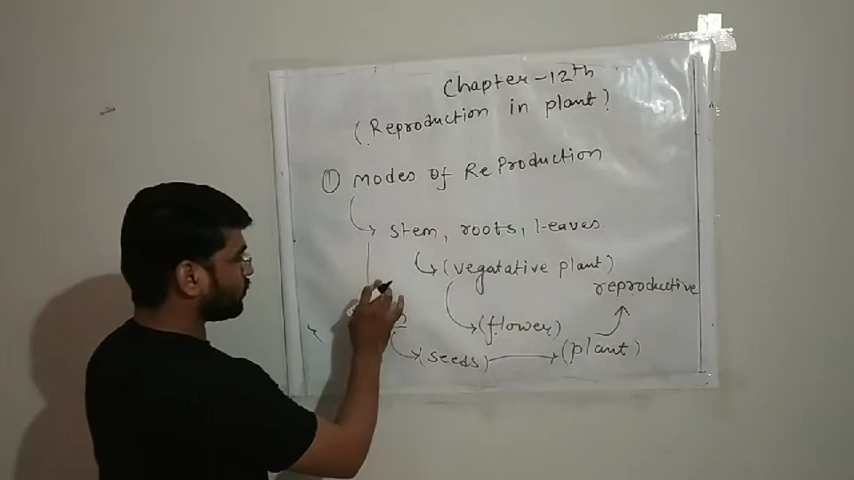 Chapter-12th
(Reproduction in plant?
① Modes of ReProduction
stem, roots, leaves
(vegatative plant)
reproductive
(flower)
(seeds) (plant)